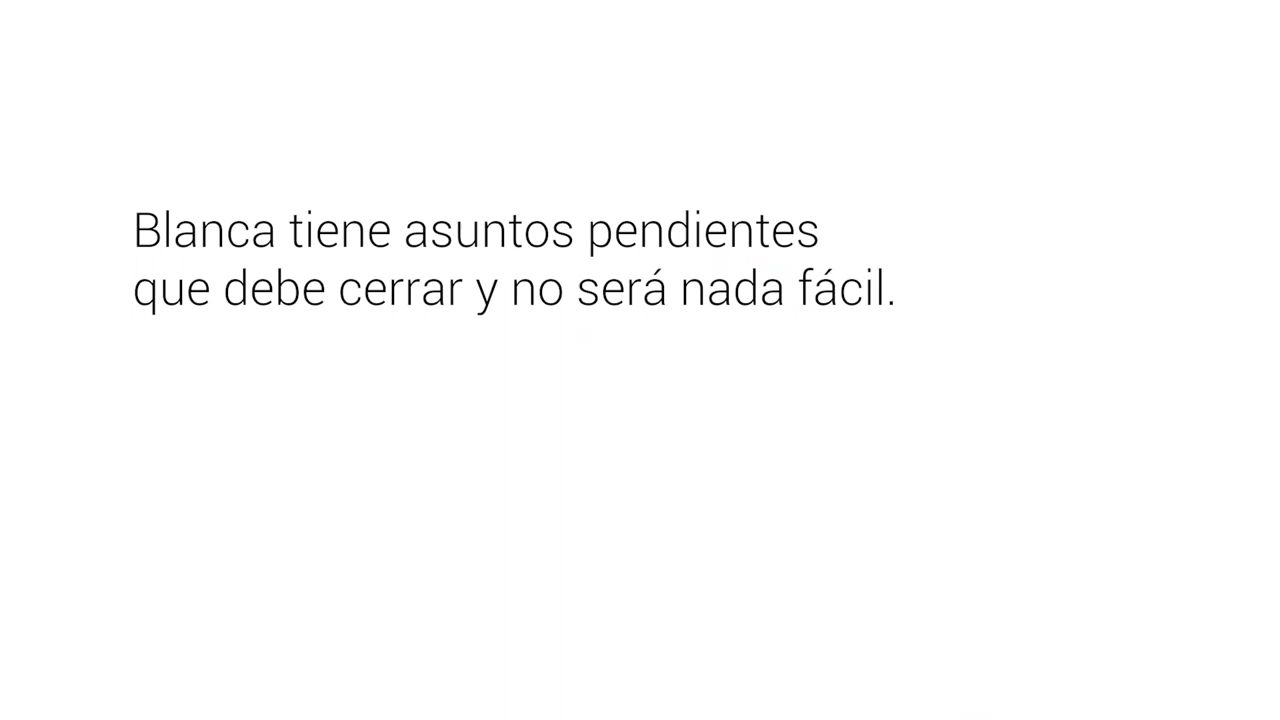 Blanca tiene asuntos pendientes
que debe cerrar y no será nada fácil.